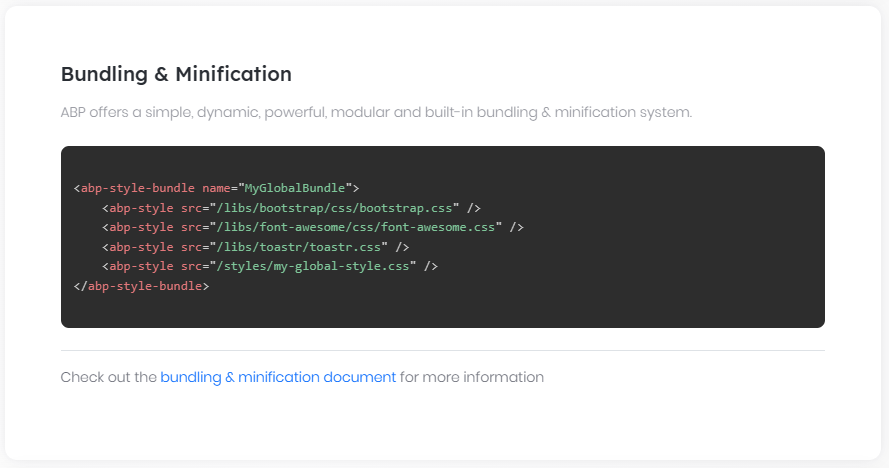 Bundling & Minification
ABP offers a simple, dynamic, powerful, modular and built-in bundling & minification system.
<abp-style-bundle name="MyGlobalBundle">
    <abp-style src="/libs/bootstrap/css/bootstrap.css" />
    <abp-style src="/libs/font-awesome/css/font-awesome.css" />
    <abp-style src="/libs/toastr/toastr.css" />
    <abp-style src="/styles/my-global-style.css" />
</abp-style-bundle>
Check out the bundling & minification document for more information